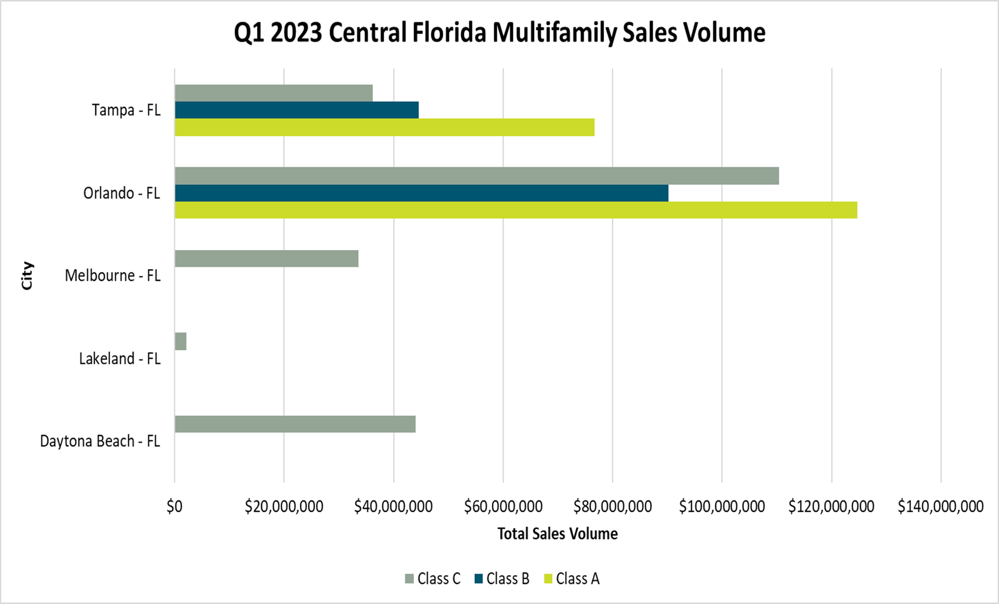 Q1 2023 Central Florida Multifamily Sales Volume
Tampa - FL
Orlando - FL
Melbourne - FL
Lakeland - FL
Daytona Beach - FL
City
$0 $20,000,000 $40,000,000 $60,000,000 $80,000,000 $100,000,000 $120,000,000 $140,000,000
Total Sales Volume
Class C Class B Class A